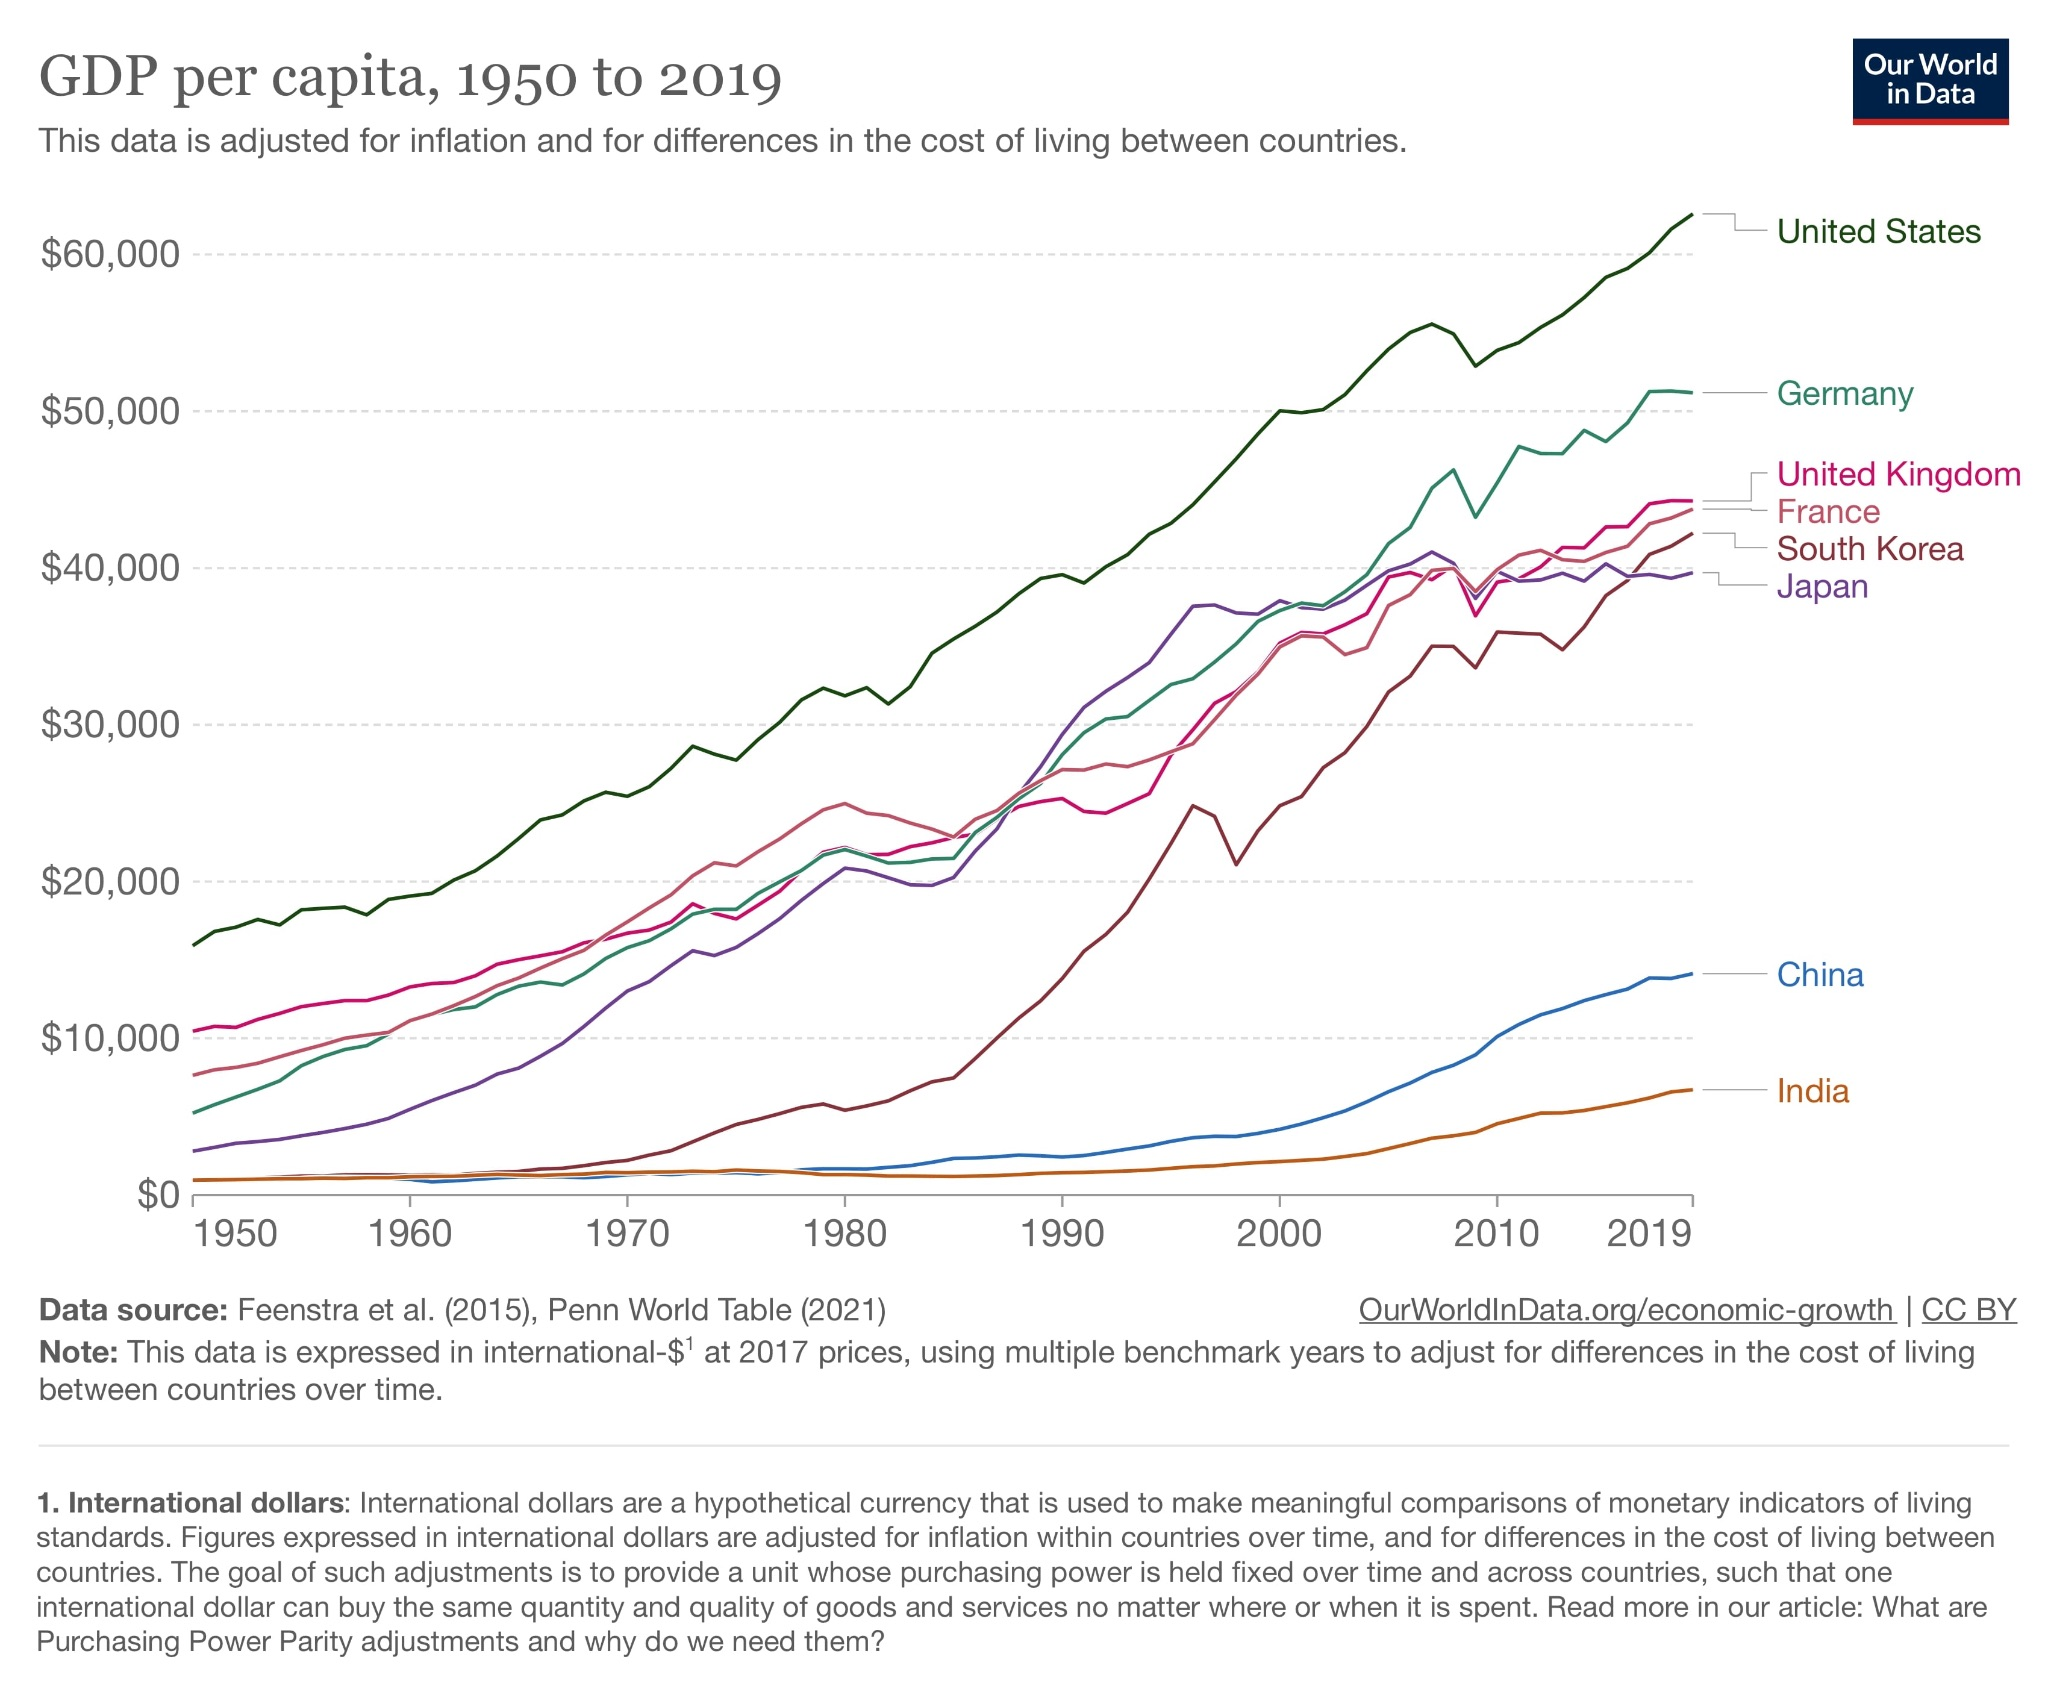 GDP per capita, 1950 to 2019
Our World
in Data
This data is adjusted for inflation and for differences in the cost of living between countries.
$60,000
$50,000
$40,000
$30,000
$20,000
$10,000
$0
United States
Germany
United Kingdom
France
South Korea
Japan
China
India
1950 1960 1970 1980 1990 2000 2010 2019
Data source: Feenstra et al. (2015), Penn World Table (2021)
OurWorldInData.org/economic-growth | CC BY
Note: This data is expressed in international-$¹ at 2017 prices, using multiple benchmark years to adjust for differences in the cost of living
between countries over time.
1. International dollars: International dollars are a hypothetical currency that is used to make meaningful comparisons of monetary indicators of living
standards. Figures expressed in international dollars are adjusted for inflation within countries over time, and for differences in the cost of living between
countries. The goal of such adjustments is to provide a unit whose purchasing power is held fixed over time and across countries, such that one
international dollar can buy the same quantity and quality of goods and services no matter where or when it is spent. Read more in our article: What are
Purchasing Power Parity adjustments and why do we need them?